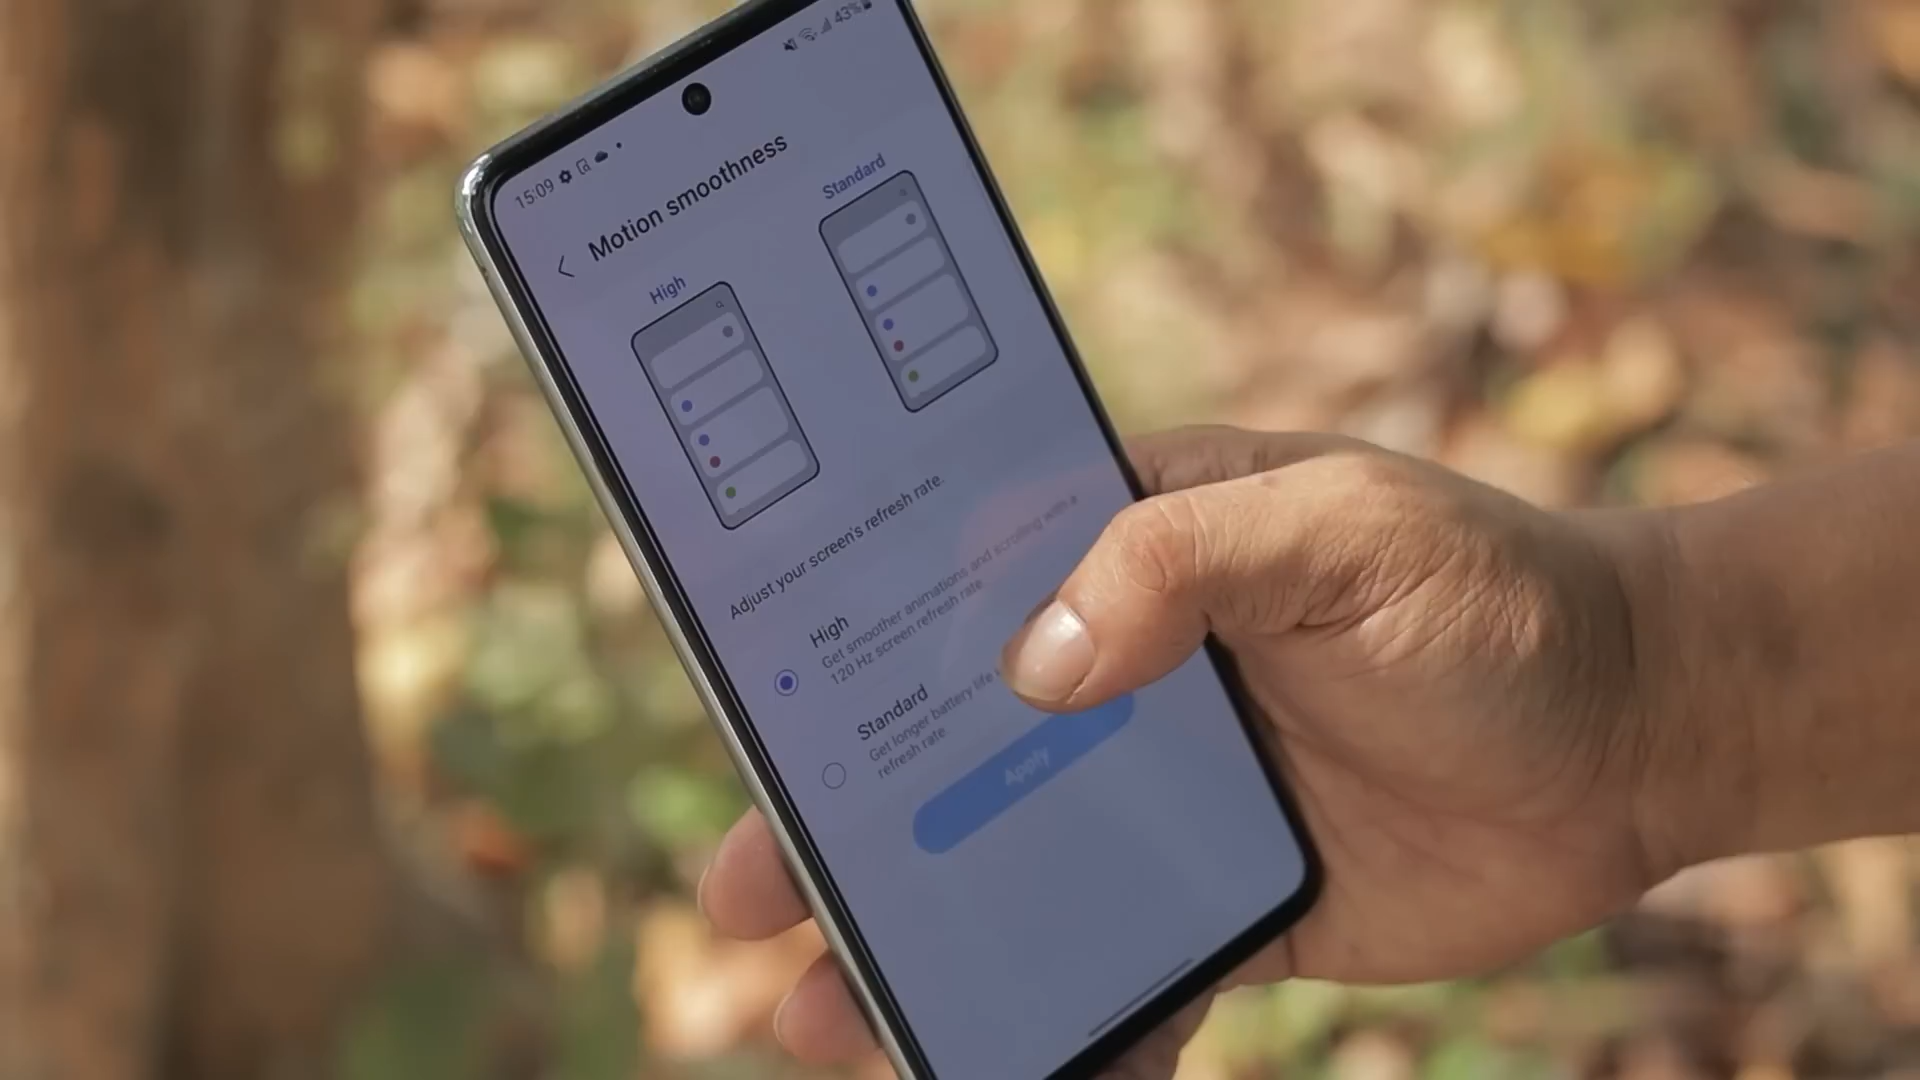 15:09
43%
Motion smoothness
High
Standard
Adjust your screen's refresh rate.
High
Get smoother animations and scrolling with a
120 Hz screen refresh rate.
Standard
Get longer battery life
refresh rate.
Apply